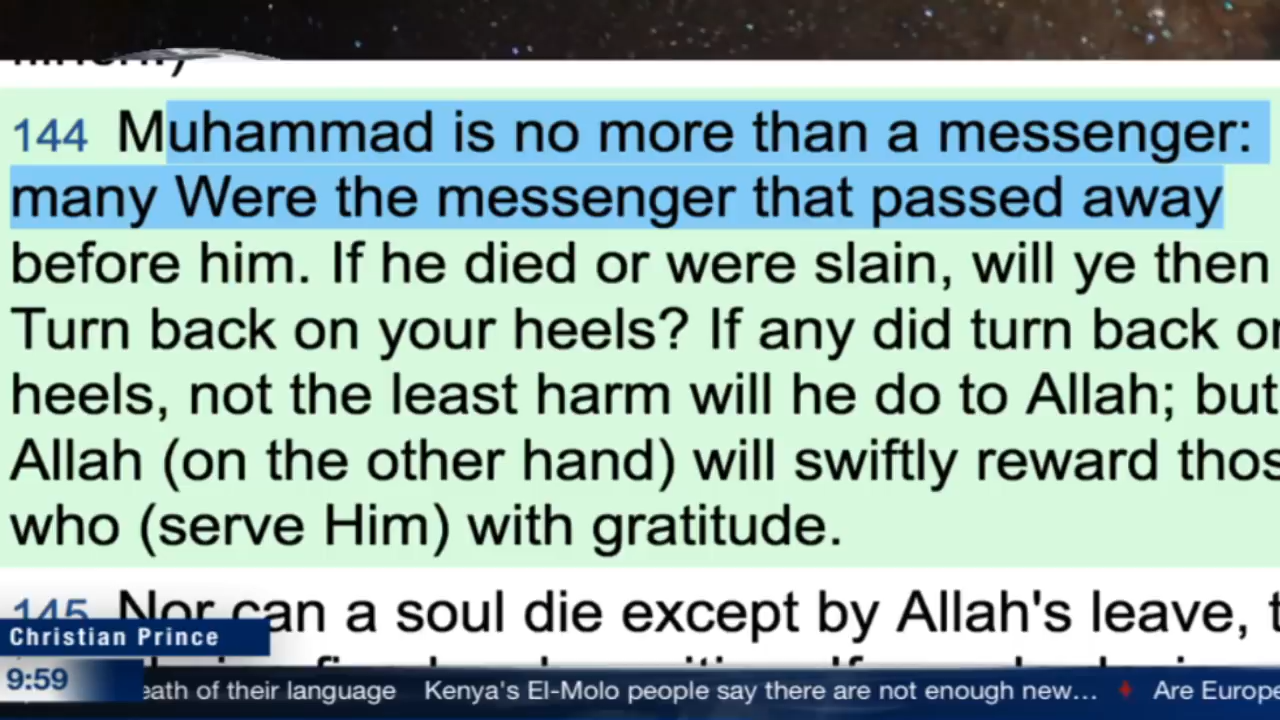 144 Muhammad is no more than a messenger:
many Were the messenger that passed away
before him. If he died or were slain, will ye then
Turn back on your heels? If any did turn back
heels, not the least harm will he do to Allah; but
Allah (on the other hand) will swiftly reward
who (serve Him) with gratitude.
145 Nor can a soul die except by Allah's leave,
Christian Prince
9:59
of their language Kenya's El-Molo people say there are not enough new... Are